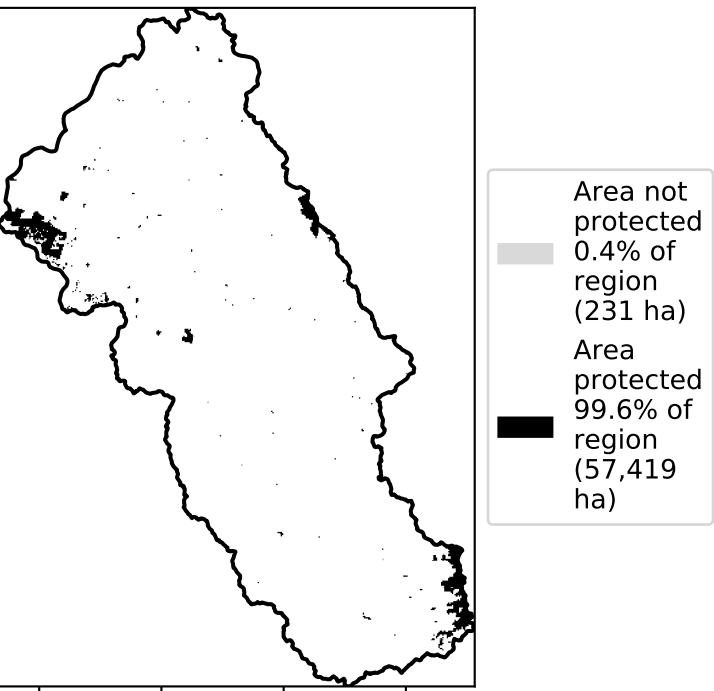 Area not
protected
0.4% of
region
(231 ha)
Area
protected
99.6% of
region
(57,419
ha)